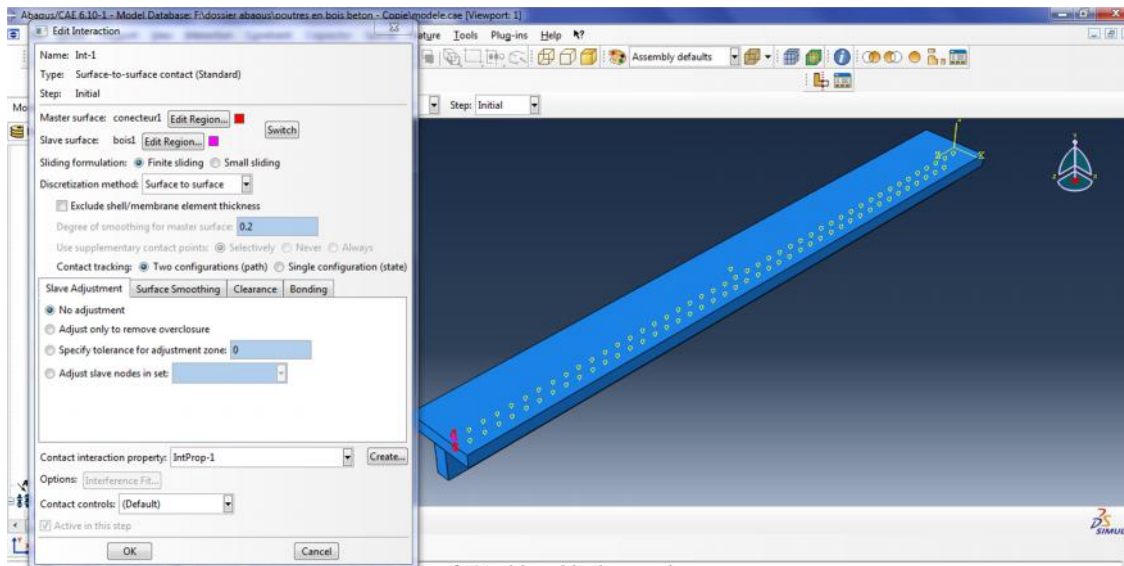 Abaqus/CAE 6.10-1 - Model Database: F:\dossier abaqus\poutres en bois beton - Copie\modele.cae [Viewport: 1]
Edit Interaction
Tools Plug-ins Help
Name: Int-1
Type: Surface-to-surface contact (Standard)
Step: Initial
Assembly defaults
Step: Initial
Master surface: conecteur1 Edit Region...
Switch
Slave surface: bois1 Edit Region...
Sliding formulation: Finite sliding Small sliding
Discretization method: Surface to surface
Exclude shell/membrane element thickness
Degree of smoothing for master surface: 0.2
Use supplementary contact points: Selectively Never Always
Contact tracking: Two configurations (path) Single configuration (state)
Slave Adjustment Surface Smoothing Clearance Bonding
No adjustment
Adjust only to remove overclosure
Specify tolerance for adjustment zone: 0
Adjust slave nodes in set:
Contact interaction property: IntProp-1 Create...
Options: Interference Fit...
Contact controls: (Default)
Active in this step
OK Cancel